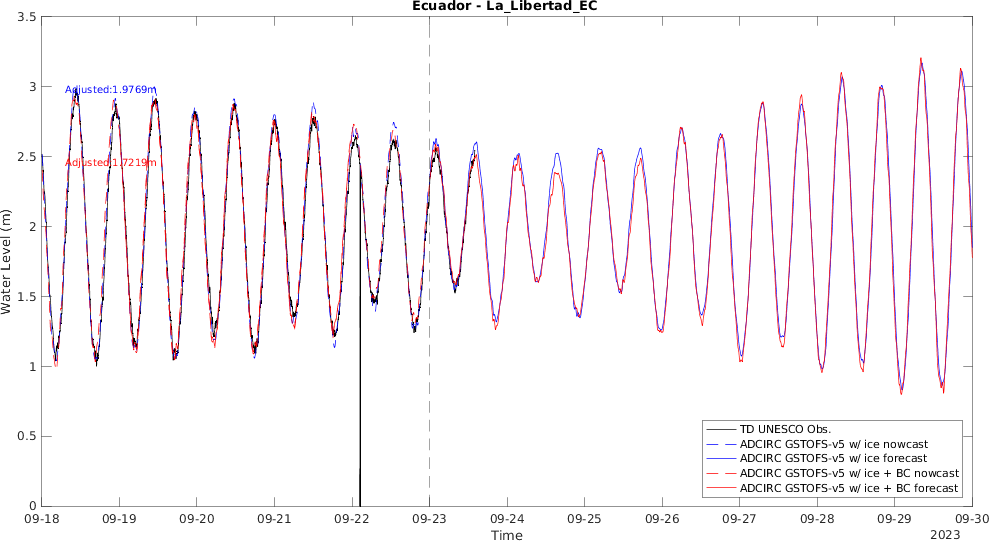 Ecuador - La_Libertad_EC
3.5
3
2.5
2
1.5
1
0.5
0
Water Level (m)
Adjusted:1.9769m
Adjusted:1.7219m
TD UNESCO Obs.
ADCIRC GSTOFS-v5 w/ ice nowcast
ADCIRC GSTOFS-v5 w/ ice forecast
ADCIRC GSTOFS-v5 w/ ice + BC nowcast
ADCIRC GSTOFS-v5 w/ ice + BC forecast
09-18 09-19 09-20 09-21 09-22 09-23 09-24 09-25 09-26 09-27 09-28 09-29 09-30
Time
2023